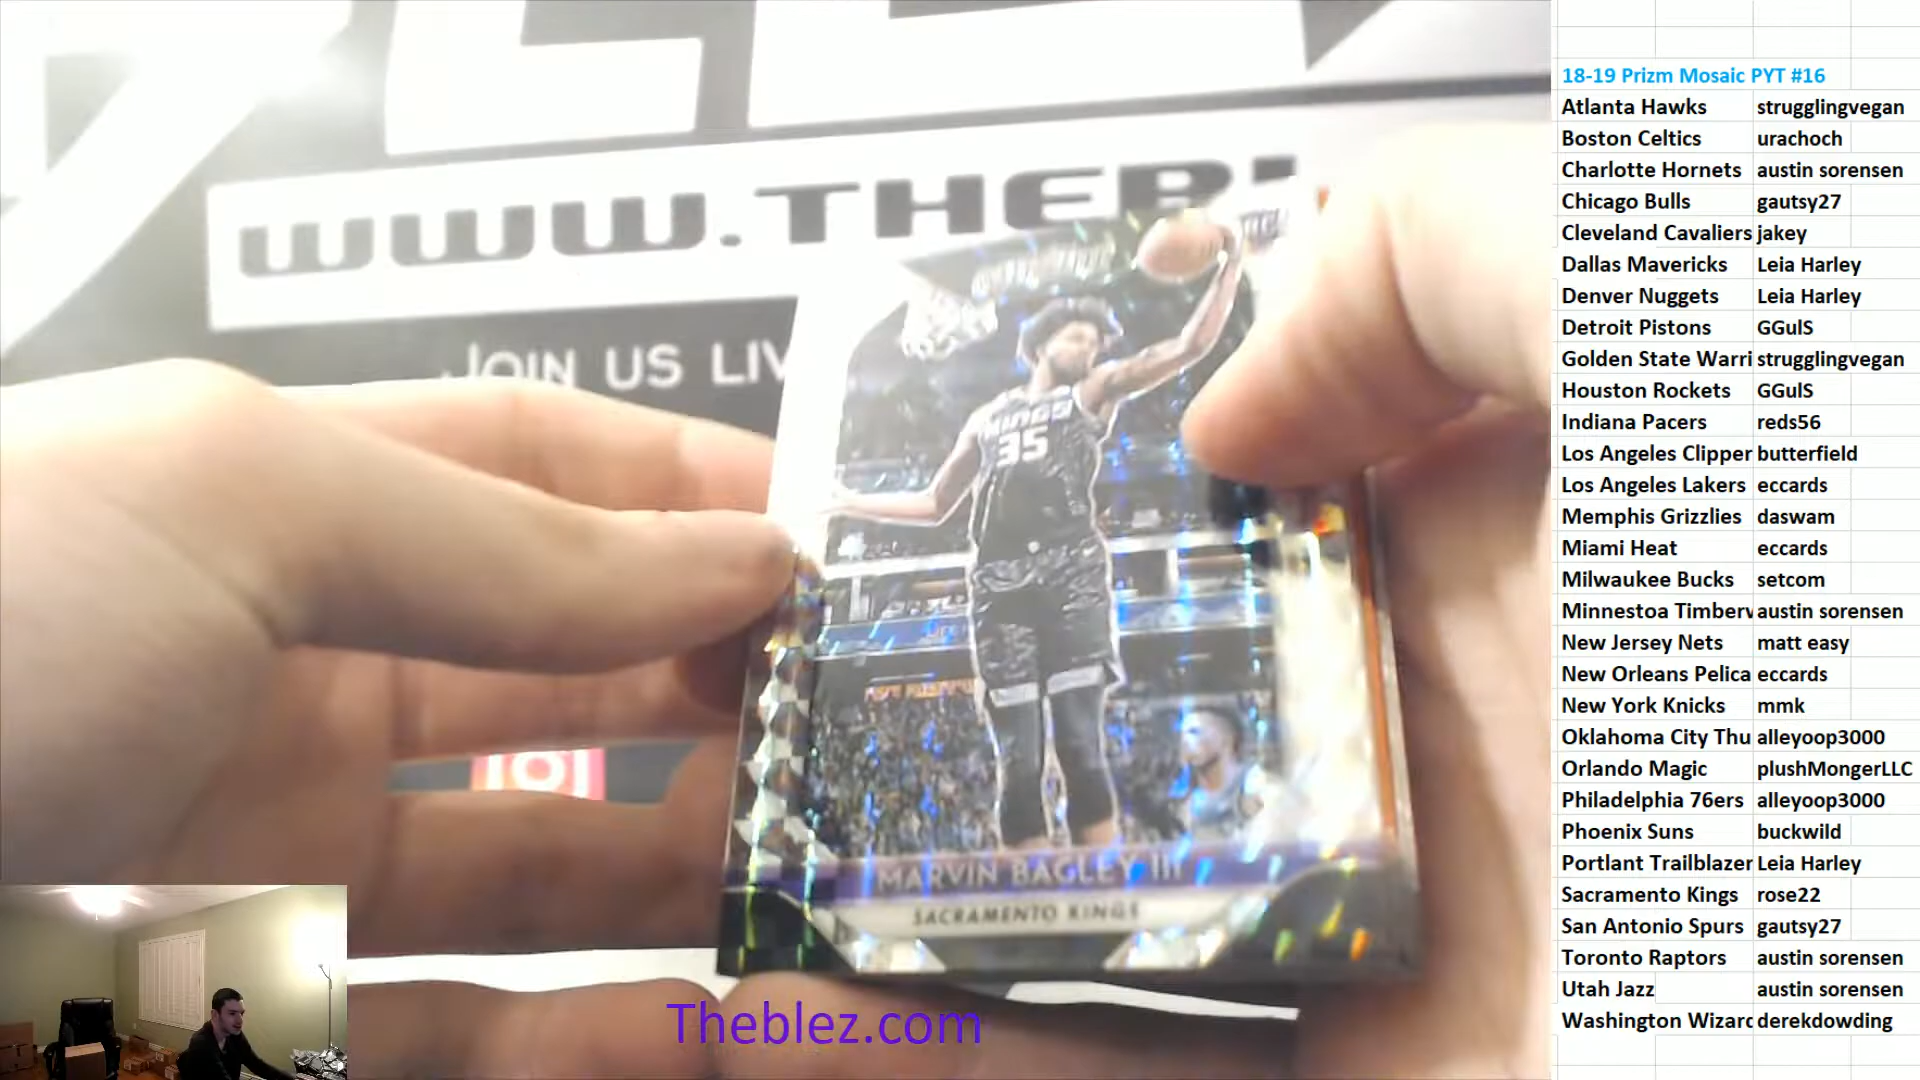 WWW.THEB
JOIN US LIV
KINGS
35
MARVIN BAGLEY III
SACRAMENTO KINGS
Theblez.com
18-19 Prizm Mosaic PYT #16
Atlanta Hawks strugglingvegan
Boston Celtics urachoch
Charlotte Hornets austin sorensen
Chicago Bulls gautsy27
Cleveland Cavaliers jakey
Dallas Mavericks Leia Harley
Denver Nuggets Leia Harley
Detroit Pistons GGulS
Golden State Warri strugglingvegan
Houston Rockets GGulS
Indiana Pacers reds56
Los Angeles Clipper butterfield
Los Angeles Lakers eccards
Memphis Grizzlies daswam
Miami Heat eccards
Milwaukee Bucks setcom
Minnestoa Timberv austin sorensen
New Jersey Nets matt easy
New Orleans Pelica eccards
New York Knicks mmk
Oklahoma City Thu alleyoop3000
Orlando Magic plushMongerLLC
Philadelphia 76ers alleyoop3000
Phoenix Suns buckwild
Portlant Trailblazer Leia Harley
Sacramento Kings rose22
San Antonio Spurs gautsy27
Toronto Raptors austin sorensen
Utah Jazz austin sorensen
Washington Wizard derekdowding